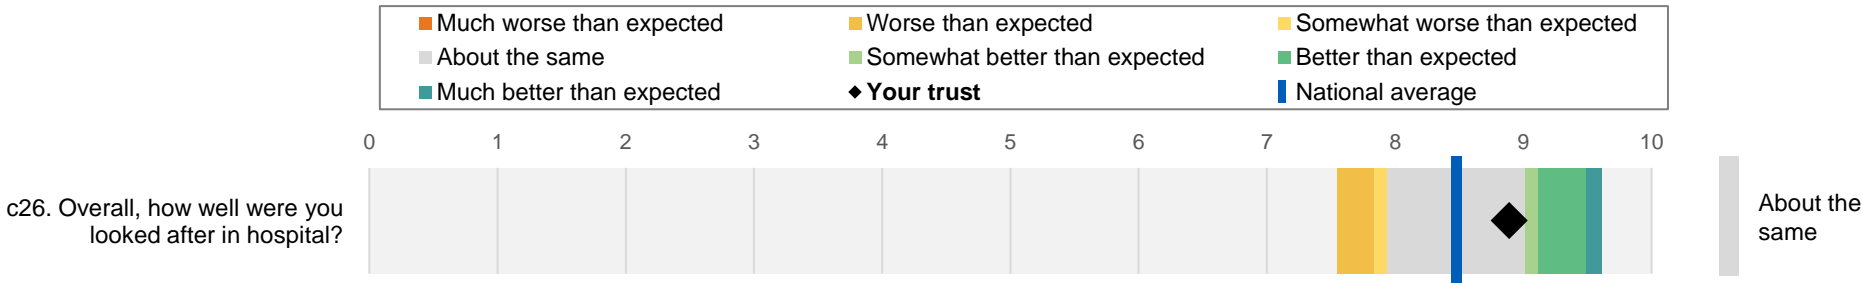 Much worse than expected
Worse than expected
Somewhat worse than expected
About the same
Somewhat better than expected
Better than expected
Much better than expected
Your trust
National average
0 1 2 3 4 5 6 7 8 9 10
c26. Overall, how well were you
looked after in hospital?
About the
same